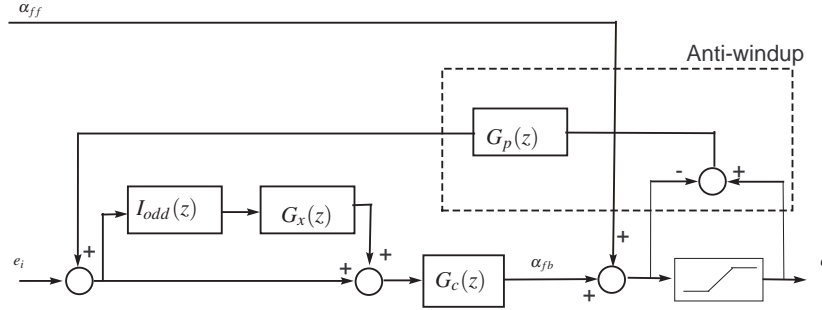 α_ff
Anti-windup
G_p(z)
- +
I_odd(z) G_x(z)
+ + +
e_i + G_c(z) α_fb +